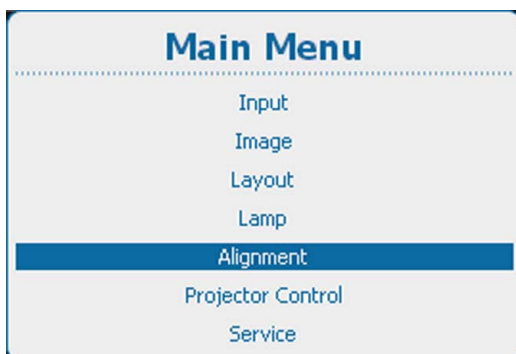 Main Menu
Input
Image
Layout
Lamp
Alignment
Projector Control
Service